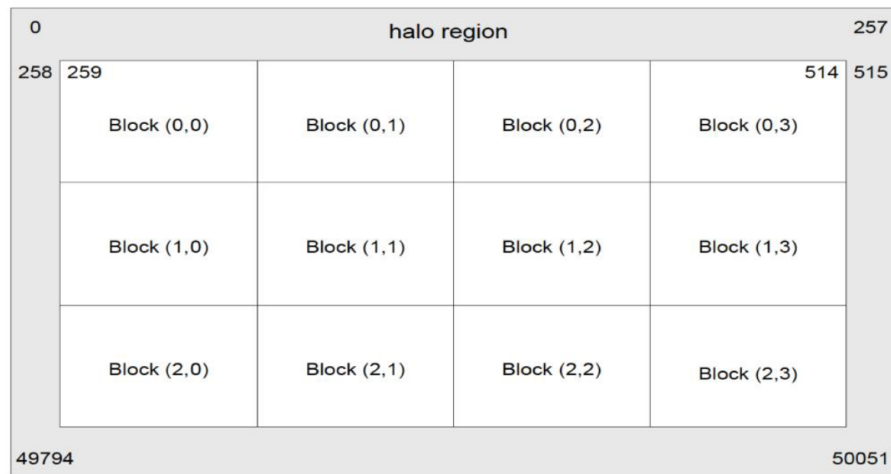 0 halo region 257
258 259 514 515
Block (0,0) Block (0,1) Block (0,2) Block (0,3)
Block (1,0) Block (1,1) Block (1,2) Block (1,3)
Block (2,0) Block (2,1) Block (2,2) Block (2,3)
49794 50051